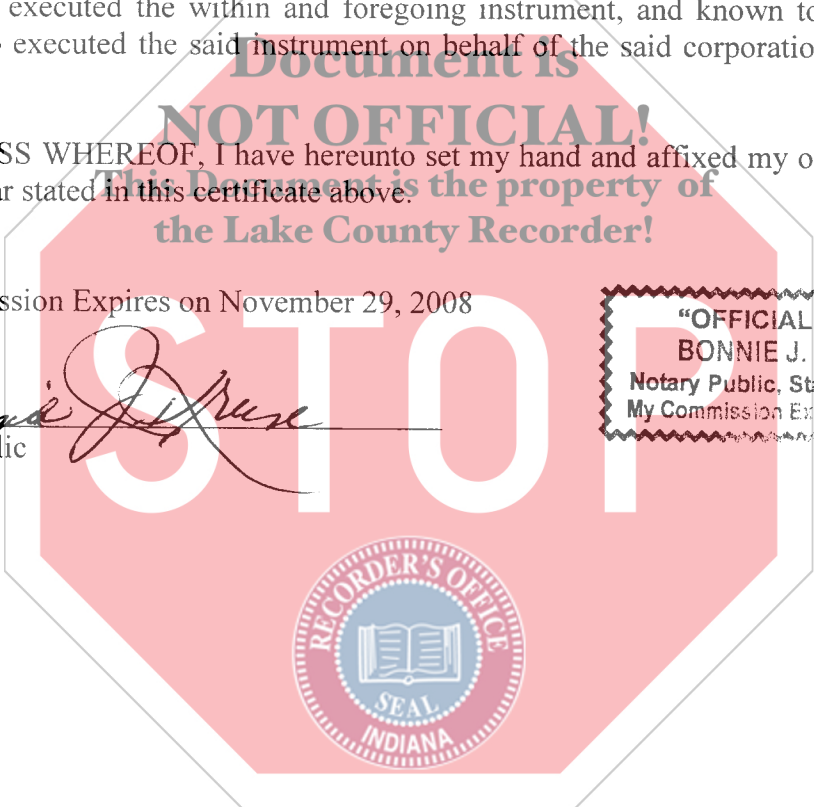 executed the within and foregoing instrument, and known to
executed the said instrument on behalf of the said corporatio
Document is
NOT OFFICIAL!
SS WHEREOF, I have hereunto set my hand and affixed my o
r stated in this certificate above.
This Document is the property of
the Lake County Recorder!
ssion Expires on November 29, 2008
STOP
"OFFICIAL
BONNIE J.
Notary Public, Sta
My Commission Ex
lic
RECORDER'S OFFICE
SEAL
INDIANA